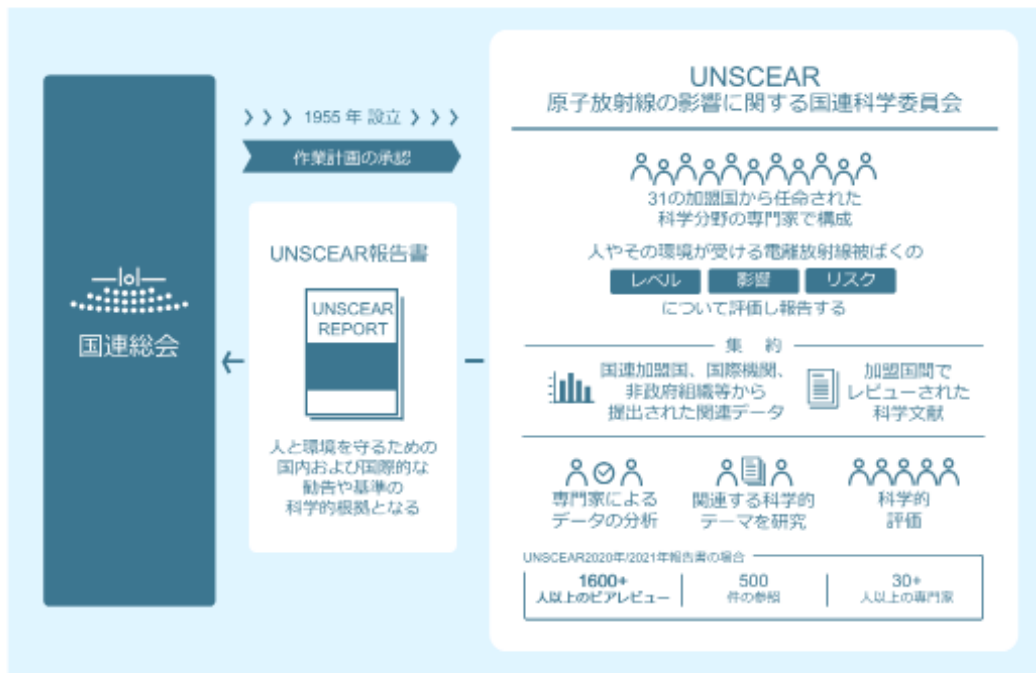 国連総会
1955 年 設立
作業計画の承認
UNSCEAR報告書
UNSCEAR
REPORT
人と環境を守るための
国内および国際的な
勧告や基準の
科学的根拠となる
UNSCEAR
原子放射線の影響に関する国連科学委員会
31の加盟国から任命された
科学分野の専門家で構成
人やその環境が受ける電離放射線被ばくの
レベル 影響 リスク
について評価し報告する
集 約
国連加盟国、国際機関、
非政府組織等から
提出された関連データ
加盟国間で
レビューされた
科学文献
専門家による
データの分析
関連する科学的
テーマを研究
科学的
評価
UNSCEAR2020年/2021年報告書の場合
1600+
人以上のピアレビュー
500
件の参照
30+
人以上の専門家